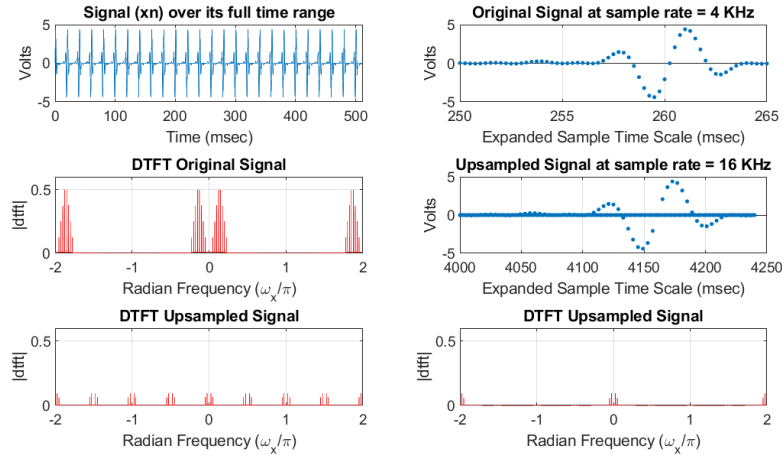 Signal (xn) over its full time range
5
0
-5
Volts
0 100 200 300 400 500
Time (msec)
Original Signal at sample rate = 4 KHz
5
0
-5
Volts
250 255 260 265
Expanded Sample Time Scale (msec)
DTFT Original Signal
0.5
0
|dtft|
-2 -1 0 1 2
Radian Frequency (ωx/π)
Upsampled Signal at sample rate = 16 KHz
5
0
-5
Volts
4000 4050 4100 4150 4200 4250
Expanded Sample Time Scale (msec)
DTFT Upsampled Signal
0.5
0
|dtft|
-2 -1 0 1 2
Radian Frequency (ωx/π)
DTFT Upsampled Signal
0.5
0
|dtft|
-2 -1 0 1 2
Radian Frequency (ωx/π)